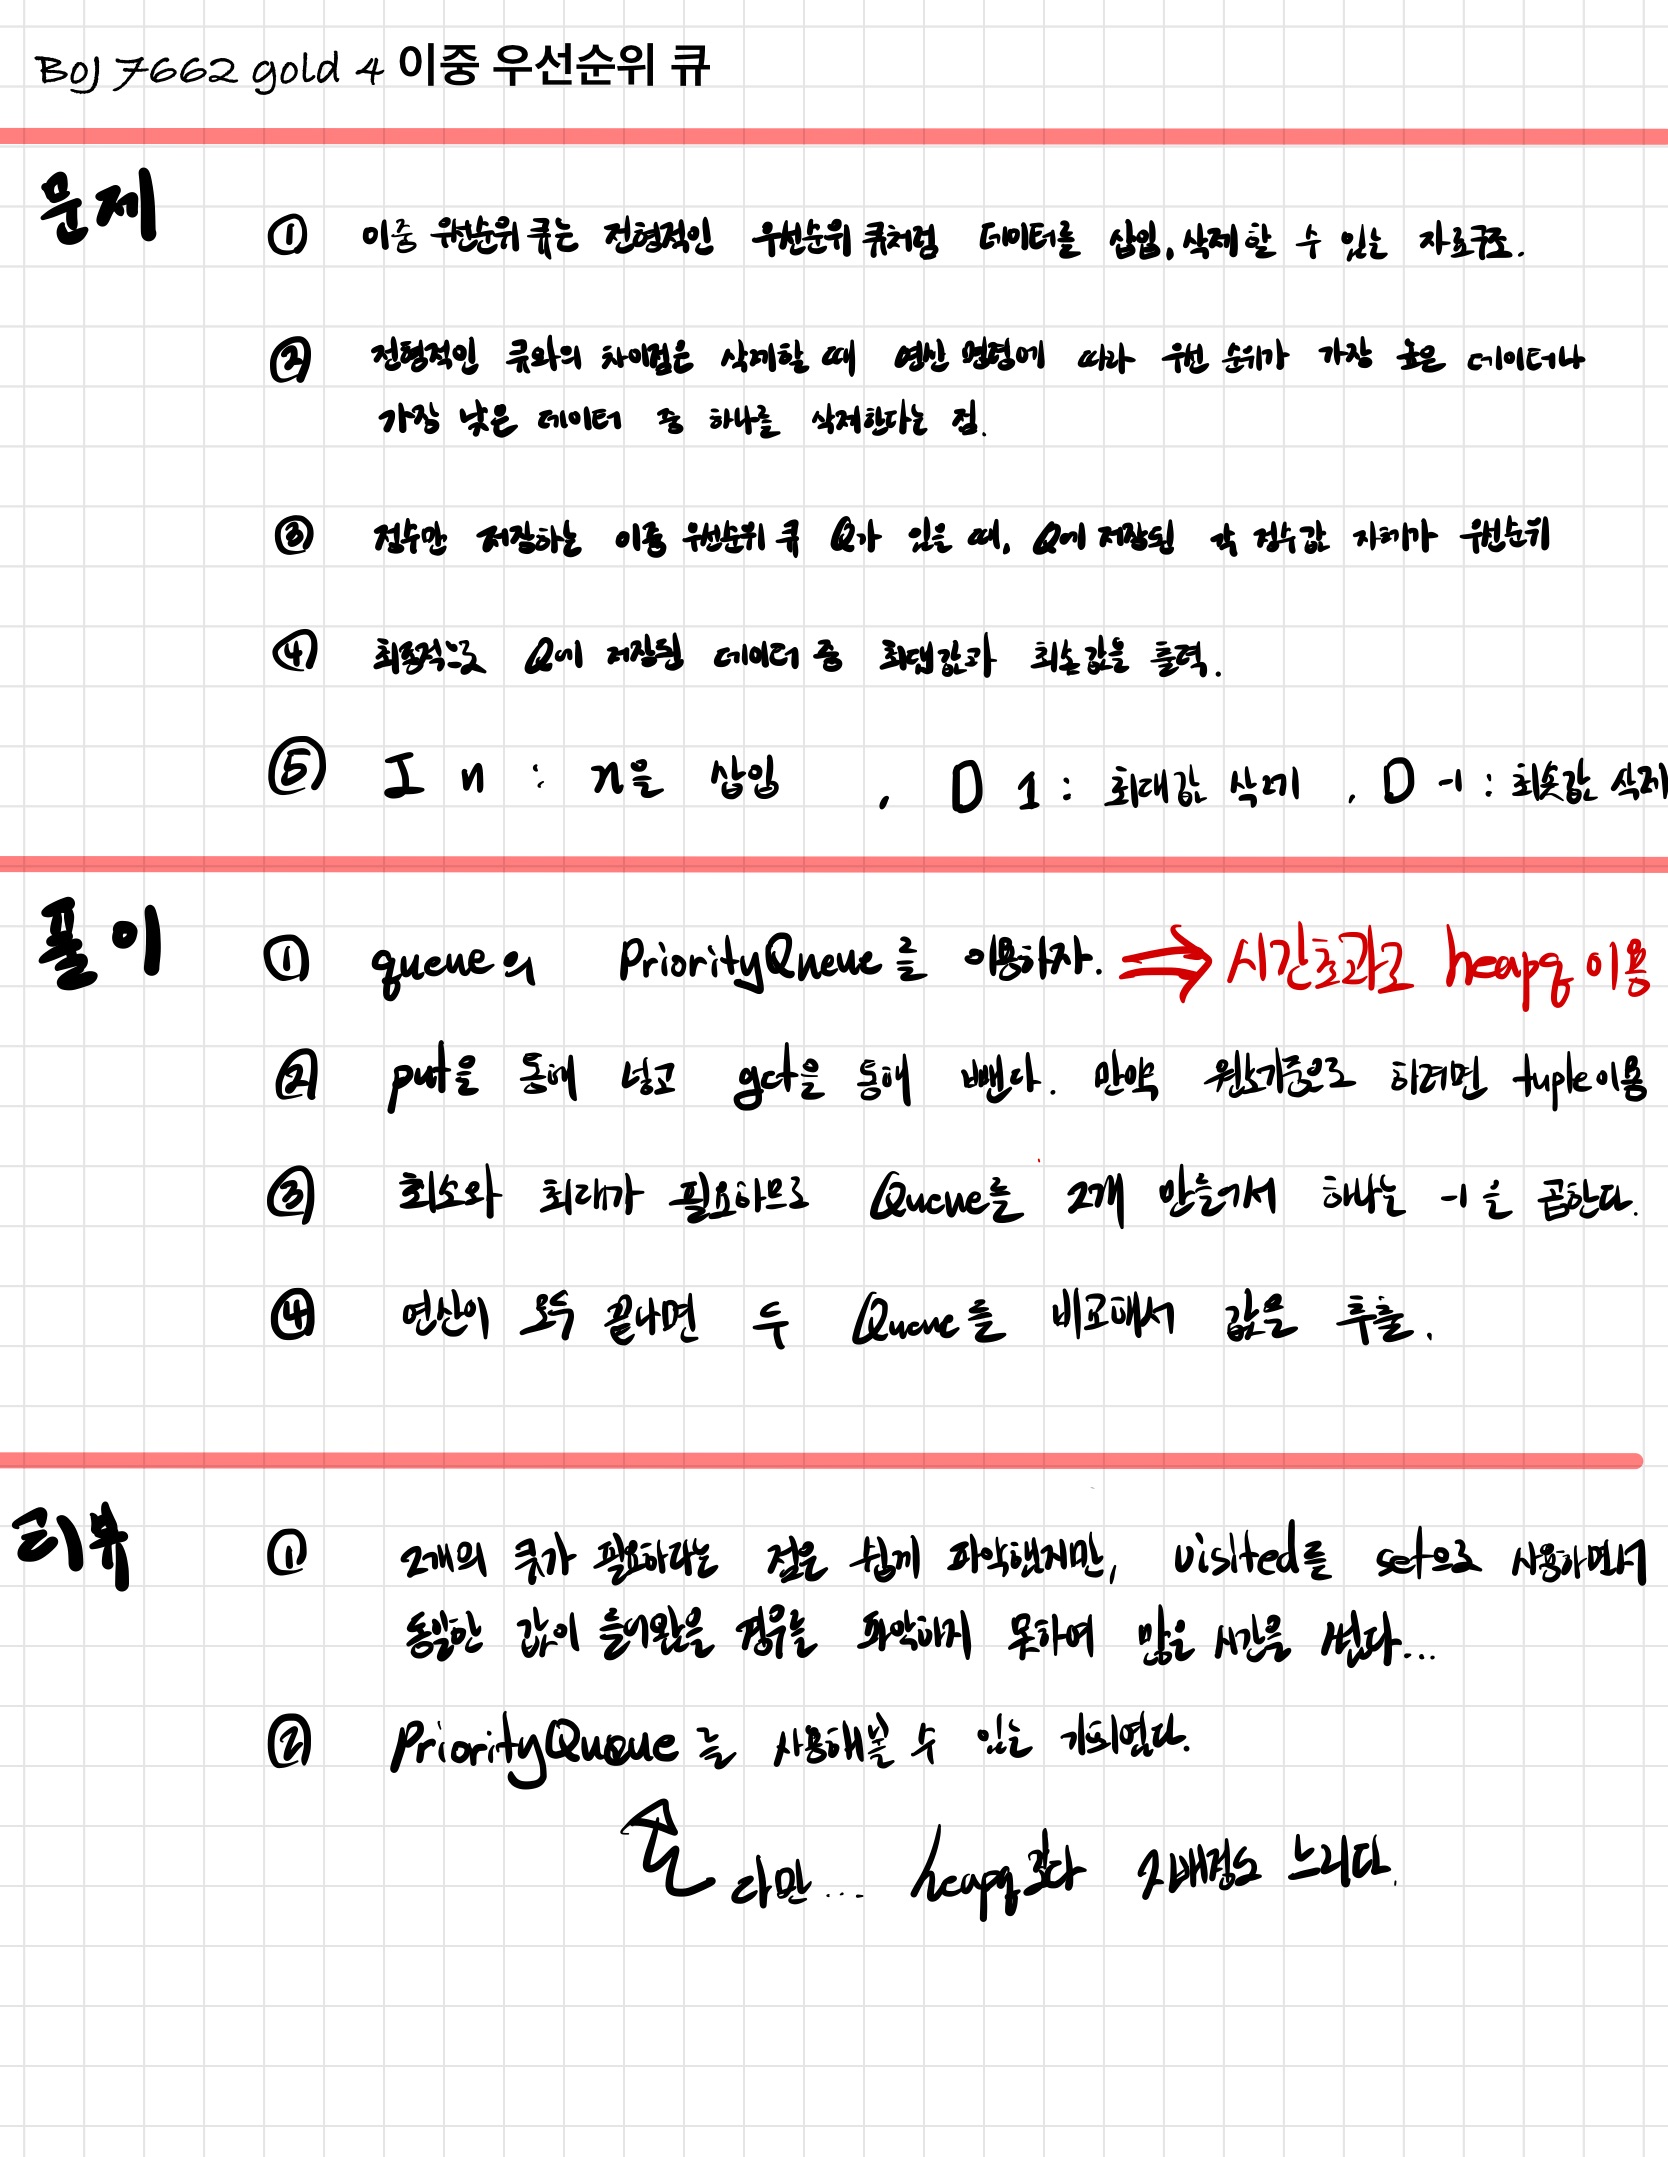 BOJ 7662 gold 4 이중 우선순위 큐
문제
① 이중 우선순위 큐는 전형적인 우선순위 큐처럼 데이터를 삽입, 삭제할 수 있는 자료구조.
② 전형적인 큐와의 차이점은 삭제할 때 연산 명령에 따라 우선 순위가 가장 높은 데이터나
가장 낮은 데이터 중 하나를 삭제한다는 점.
③ 정수만 저장하는 이중 우선순위 큐 Q가 있을 때, Q에 저장된 각 정수값 자체가 우선순위
④ 최종적으로 Q에 저장된 데이터 중 최댓값과 최솟값을 출력.
⑤ I n : n을 삽입 , D 1 : 최대값 삭제 , D -1 : 최솟값 삭제
풀이
① queue의 PriorityQueue를 이용하자. ⇒ 시간초과로 heapq 이용
② put을 통해 넣고 get을 통해 뺀다. 만약 원소기준으로 하려면 tuple이용
③ 최소와 최대가 필요하므로 Queue를 2개 만들어서 하나는 -1을 곱한다.
④ 연산이 모두 끝나면 두 Queue를 비교해서 값을 추출.
리뷰
① 2개의 큐가 필요하다는 점은 쉽게 파악했지만, visited를 set으로 사용하면서
동일한 값이 들어왔을 경우를 파악하지 못하여 많은 시간을 썼다...
② PriorityQueue를 사용해볼 수 있는 기회였다.
다만... heapq보다 2배정도 느리다.